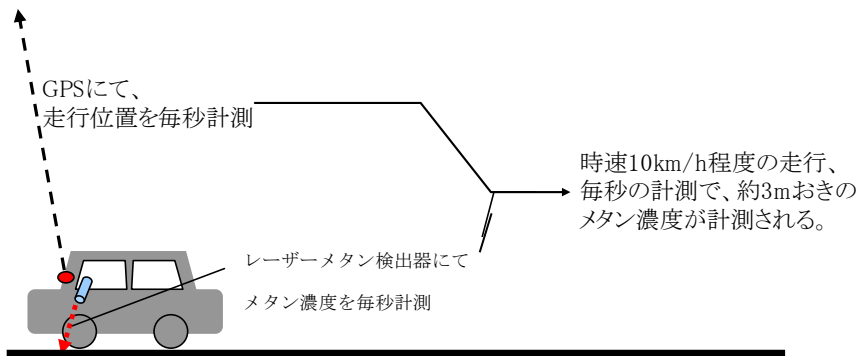 GPSにて、
走行位置を毎秒計測
時速10km/h程度の走行、
毎秒の計測で、約3mおきの
メタン濃度が計測される。
レーザーメタン検出器にて
メタン濃度を毎秒計測